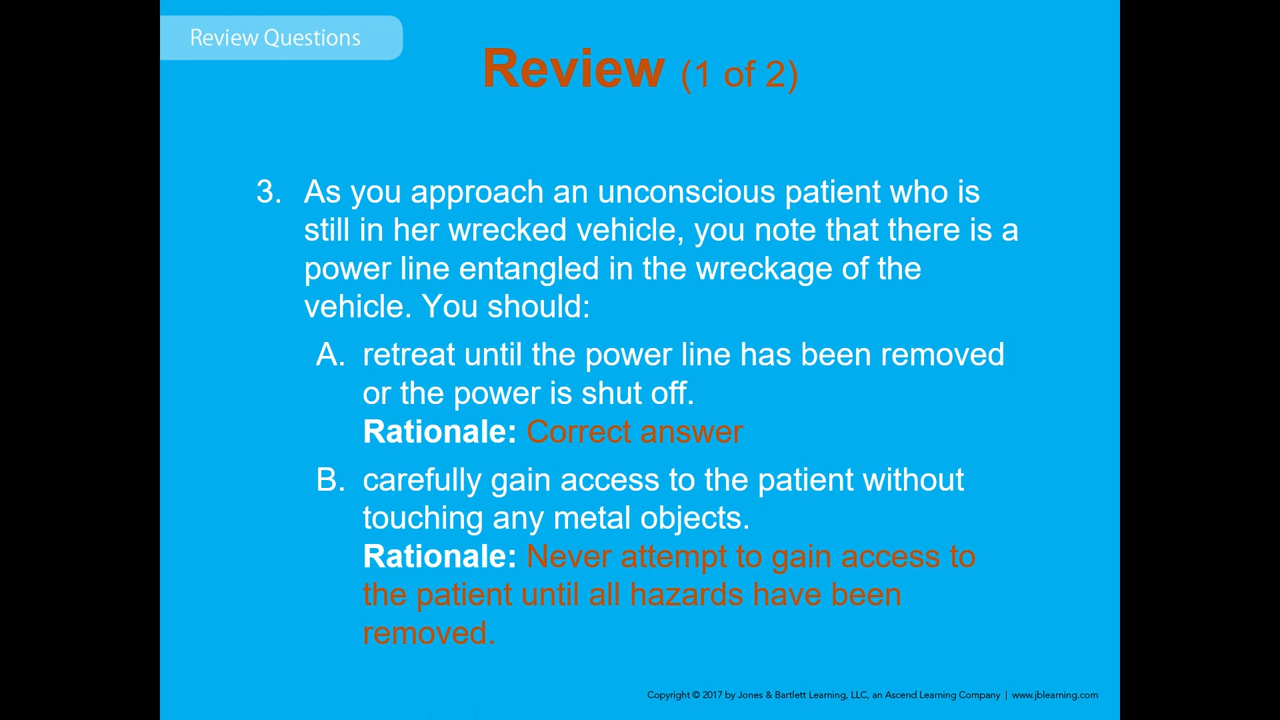 Review Questions
Review (1 of 2)
3. As you approach an unconscious patient who is
still in her wrecked vehicle, you note that there is a
power line entangled in the wreckage of the
vehicle. You should:
A. retreat until the power line has been removed
or the power is shut off.
Rationale: Correct answer
B. carefully gain access to the patient without
touching any metal objects.
Rationale: Never attempt to gain access to
the patient until all hazards have been
removed.
Copyright © 2017 by Jones & Bartlett Learning, LLC, an Ascend Learning Company | www.jblearning.com